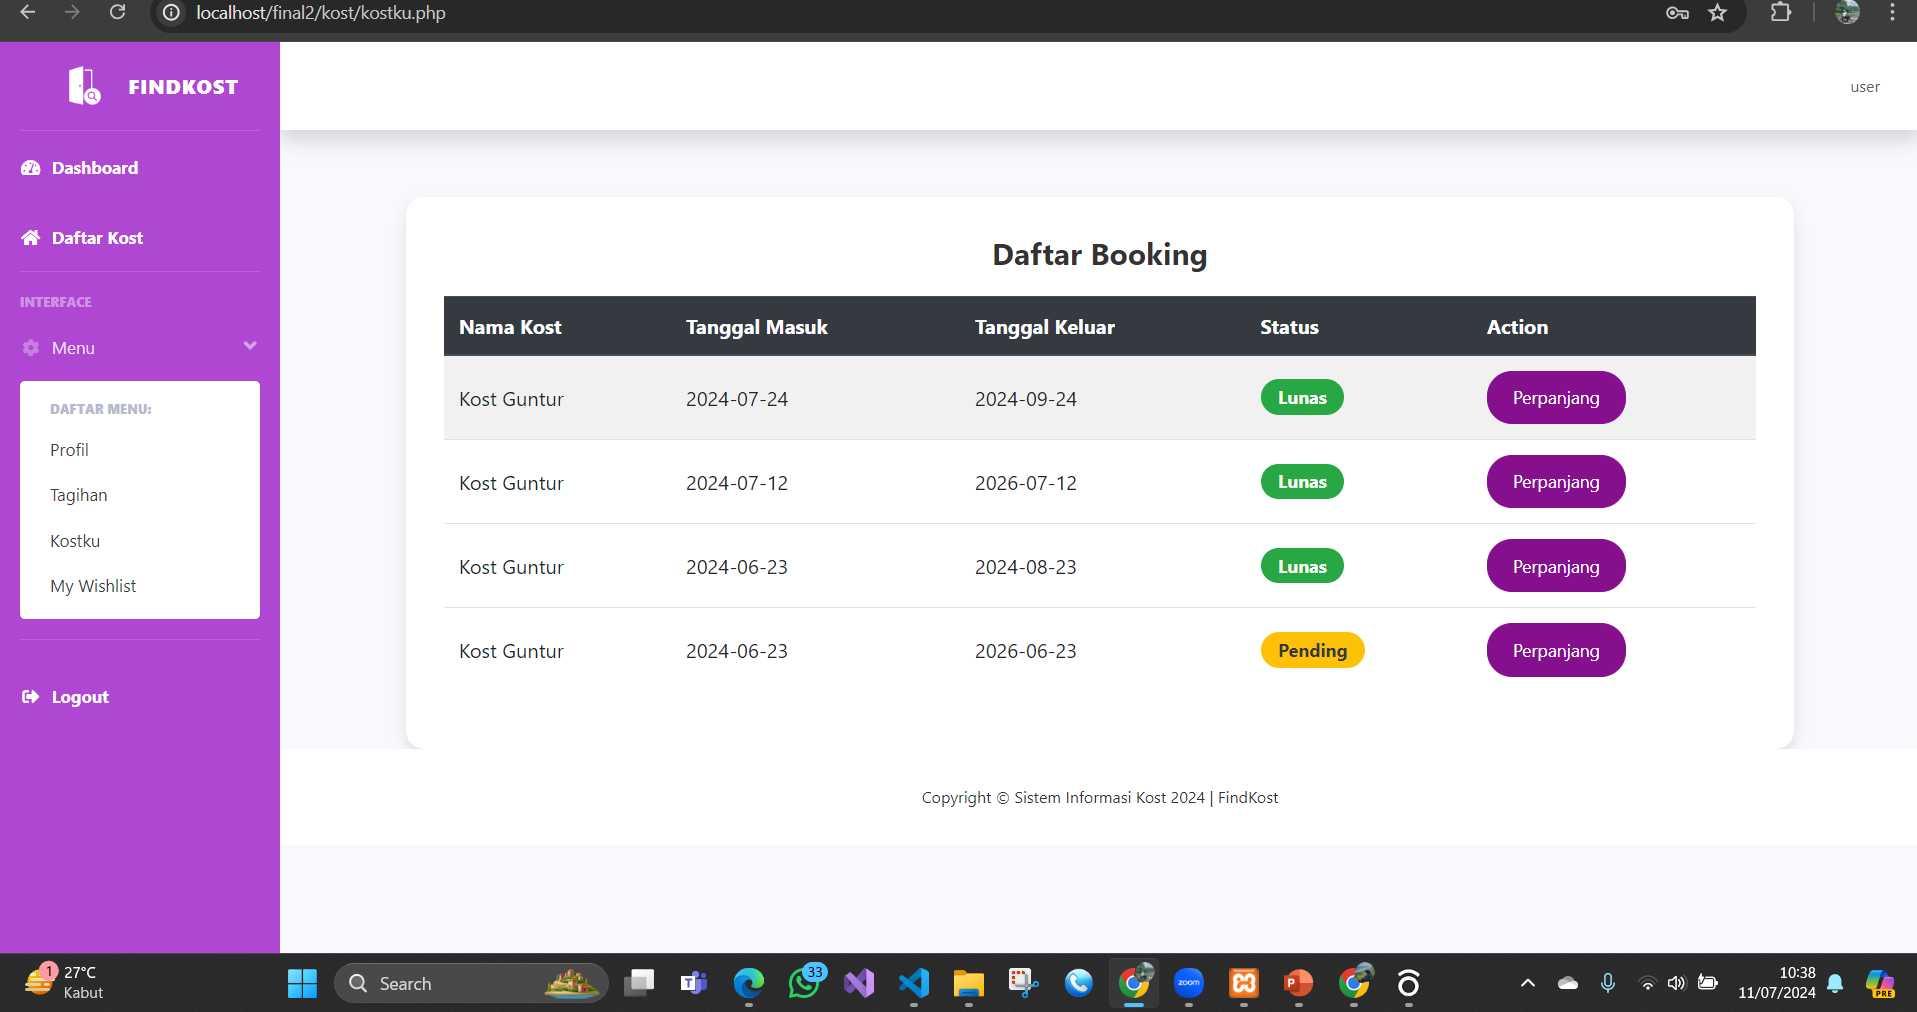 localhost/final2/kost/kostku.php
FINDKOST
user
Dashboard
Daftar Kost
INTERFACE
Menu
DAFTAR MENU:
Profil
Tagihan
Kostku
My Wishlist
Logout
Daftar Booking
Nama Kost Tanggal Masuk Tanggal Keluar Status Action
Kost Guntur 2024-07-24 2024-09-24 Lunas Perpanjang
Kost Guntur 2024-07-12 2026-07-12 Lunas Perpanjang
Kost Guntur 2024-06-23 2024-08-23 Lunas Perpanjang
Kost Guntur 2024-06-23 2026-06-23 Pending Perpanjang
Copyright © Sistem Informasi Kost 2024 | FindKost
1
27°C
Kabut
Search
33
zoom
10:38
11/07/2024
PRE